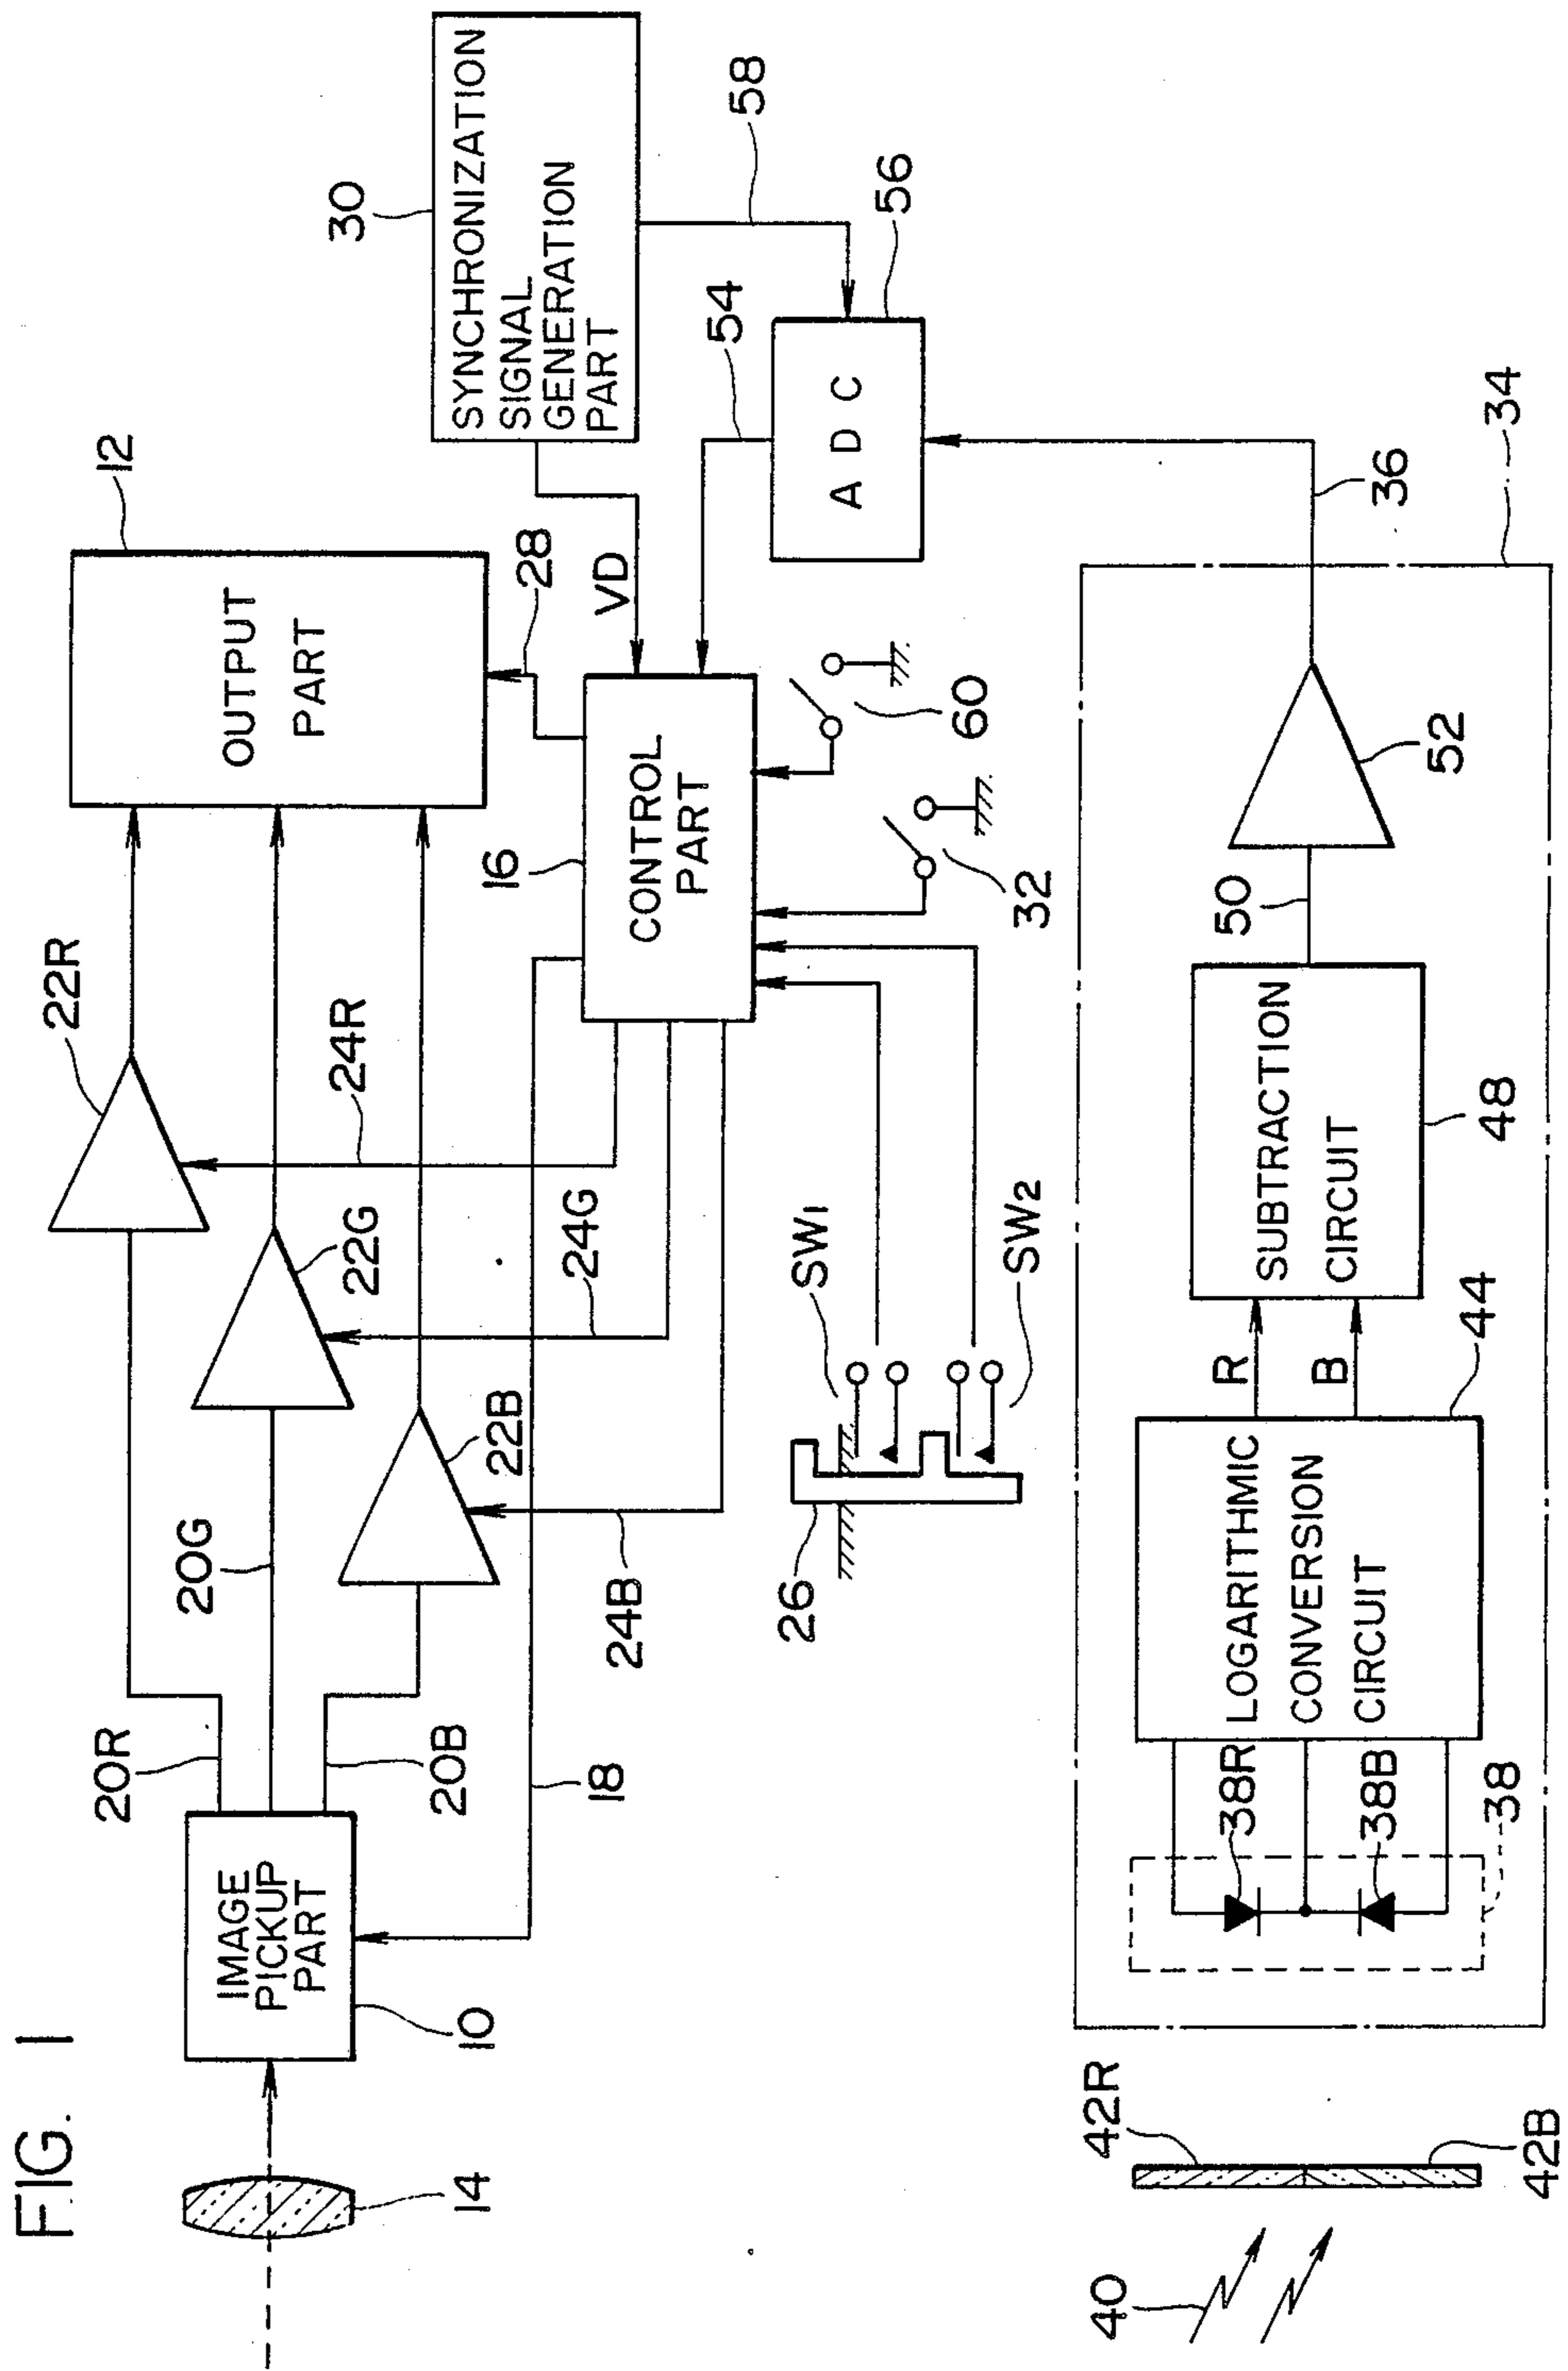 FIG. 1
14
IMAGE
PICKUP
PART
10
20R
20G
20B
22R
22G
22B
24R
24G
24B
18
OUTPUT
PART
12
28
16
CONTROL
PART
VD
SYNCHRONIZATION
SIGNAL
GENERATION
PART
30
58
54
ADC
56
60
32
SW1
SW2
26
36
34
40
42R
42B
38R
38B
38
LOGARITHMIC
CONVERSION
CIRCUIT
44
R
B
SUBTRACTION
CIRCUIT
48
50
52